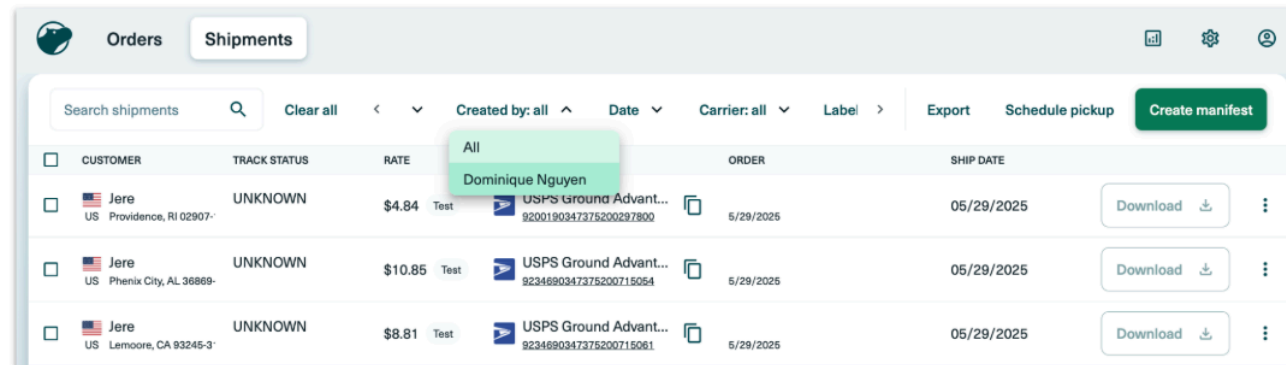 Orders Shipments
Search shipments Clear all Created by: all Date Carrier: all Label Export Schedule pickup Create manifest
All
Dominique Nguyen
CUSTOMER TRACK STATUS RATE ORDER SHIP DATE
Jere UNKNOWN $4.84 Test USPS Ground Advant... 05/29/2025 Download
US Providence, RI 02907- 9200190347375200297800 5/29/2025
Jere UNKNOWN $10.85 Test USPS Ground Advant... 05/29/2025 Download
US Phenix City, AL 36869- 9234690347375200715054 5/29/2025
Jere UNKNOWN $8.81 Test USPS Ground Advant... 05/29/2025 Download
US Lemoore, CA 93245-3 9234690347375200715061 5/29/2025